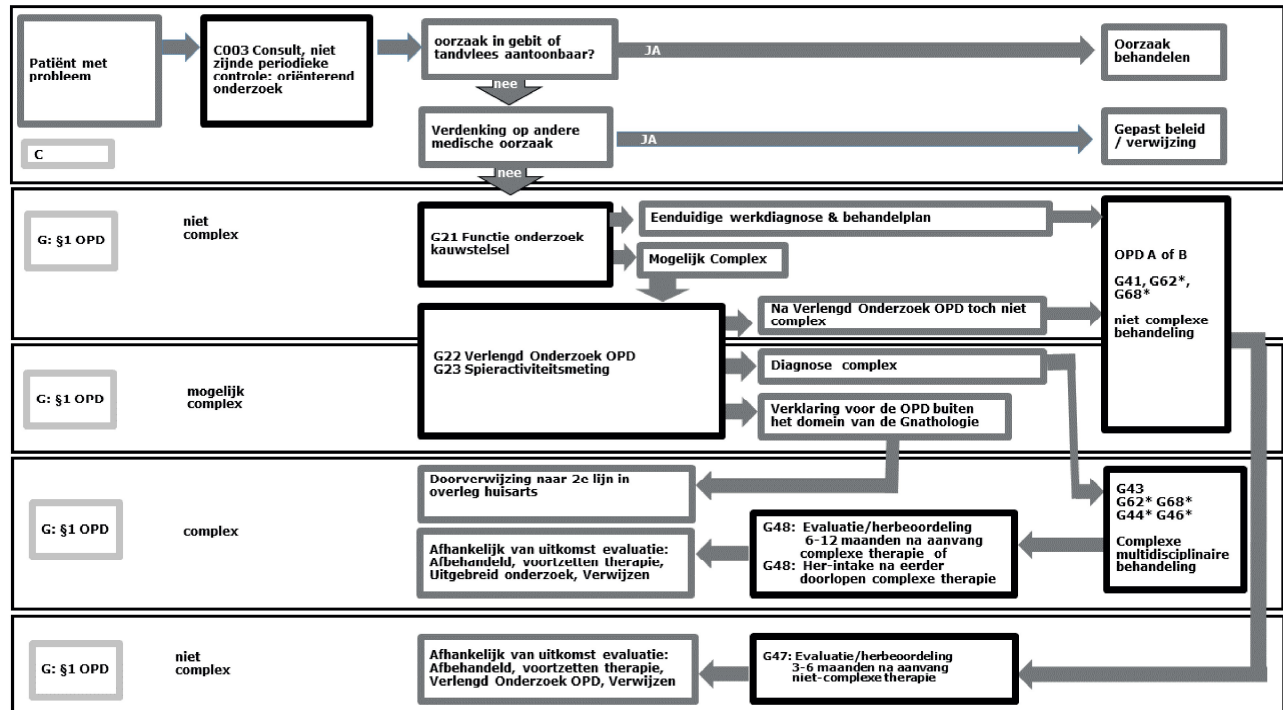 Patiënt met
probleem
C
C003 Consult, niet
zijnde periodieke
controle: oriënterend
onderzoek
oorzaak in gebit of
tandvlees aantoonbaar?
JA
Oorzaak
behandelen
nee
Verdenking op andere
medische oorzaak
JA
Gepast beleid
/ verwijzing
nee
G: §1 OPD
niet
complex
G21 Functie onderzoek
kauwstelsel
Eenduidige werkdiagnose & behandelplan
Mogelijk Complex
OPD A of B
G41, G62*,
G68*
niet complexe
behandeling
Na Verlengd Onderzoek OPD toch niet
complex
G: §1 OPD
mogelijk
complex
G22 Verlengd Onderzoek OPD
G23 Spieractiviteitsmeting
Diagnose complex
Verklaring voor de OPD buiten
het domein van de Gnathologie
G: §1 OPD
complex
Doorverwijzing naar 2e lijn in
overleg huisarts
Afhankelijk van uitkomst evaluatie:
Afbehandeld, voortzetten therapie,
Uitgebreid onderzoek, Verwijzen
G48: Evaluatie/herbeoordeling
6-12 maanden na aanvang
complexe therapie of
G48: Her-intake na eerder
doorlopen complexe therapie
G43
G62* G68*
G44* G46*
Complexe
multidisciplinaire
behandeling
G: §1 OPD
niet
complex
Afhankelijk van uitkomst evaluatie:
Afbehandeld, voortzetten therapie,
Verlengd Onderzoek OPD, Verwijzen
G47: Evaluatie/herbeoordeling
3-6 maanden na aanvang
niet-complexe therapie